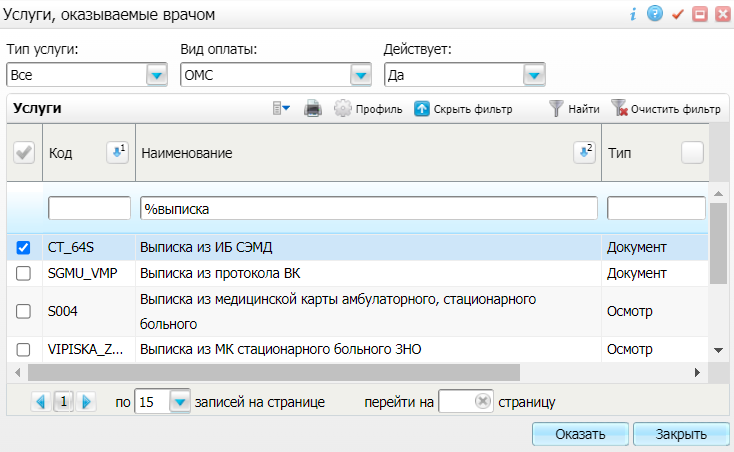 Услуги, оказываемые врачом
Тип услуги: Вид оплаты: Действует:
Все ОМС Да
Услуги Профиль Скрыть фильтр Найти Очистить фильтр
Код 1 Наименование 2 Тип
%выписка
CT_64S Выписка из ИБ СЭМД Документ
SGMU_VMP Выписка из протокола ВК Документ
S004 Выписка из медицинской карты амбулаторного, стационарного Осмотр
больного
VIPISKA_Z... Выписка из МК стационарного больного ЗНО Осмотр
1 по 15 записей на странице перейти на страницу
Оказать Закрыть